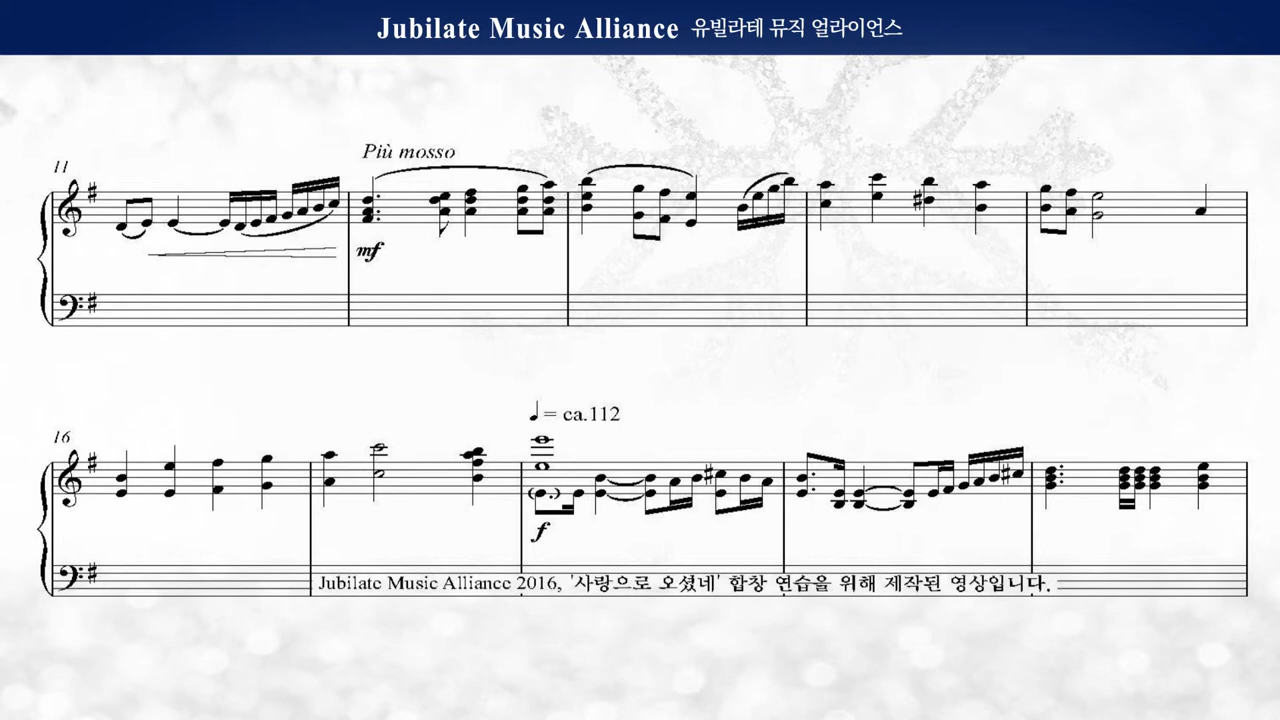 Jubilate Music Alliance 유빌라테 뮤직 얼라이언스
11
Più mosso
mf
16
♩ = ca.112
f
Jubilate Music Alliance 2016, '사랑으로 오셨네' 합창 연습을 위해 제작된 영상입니다.